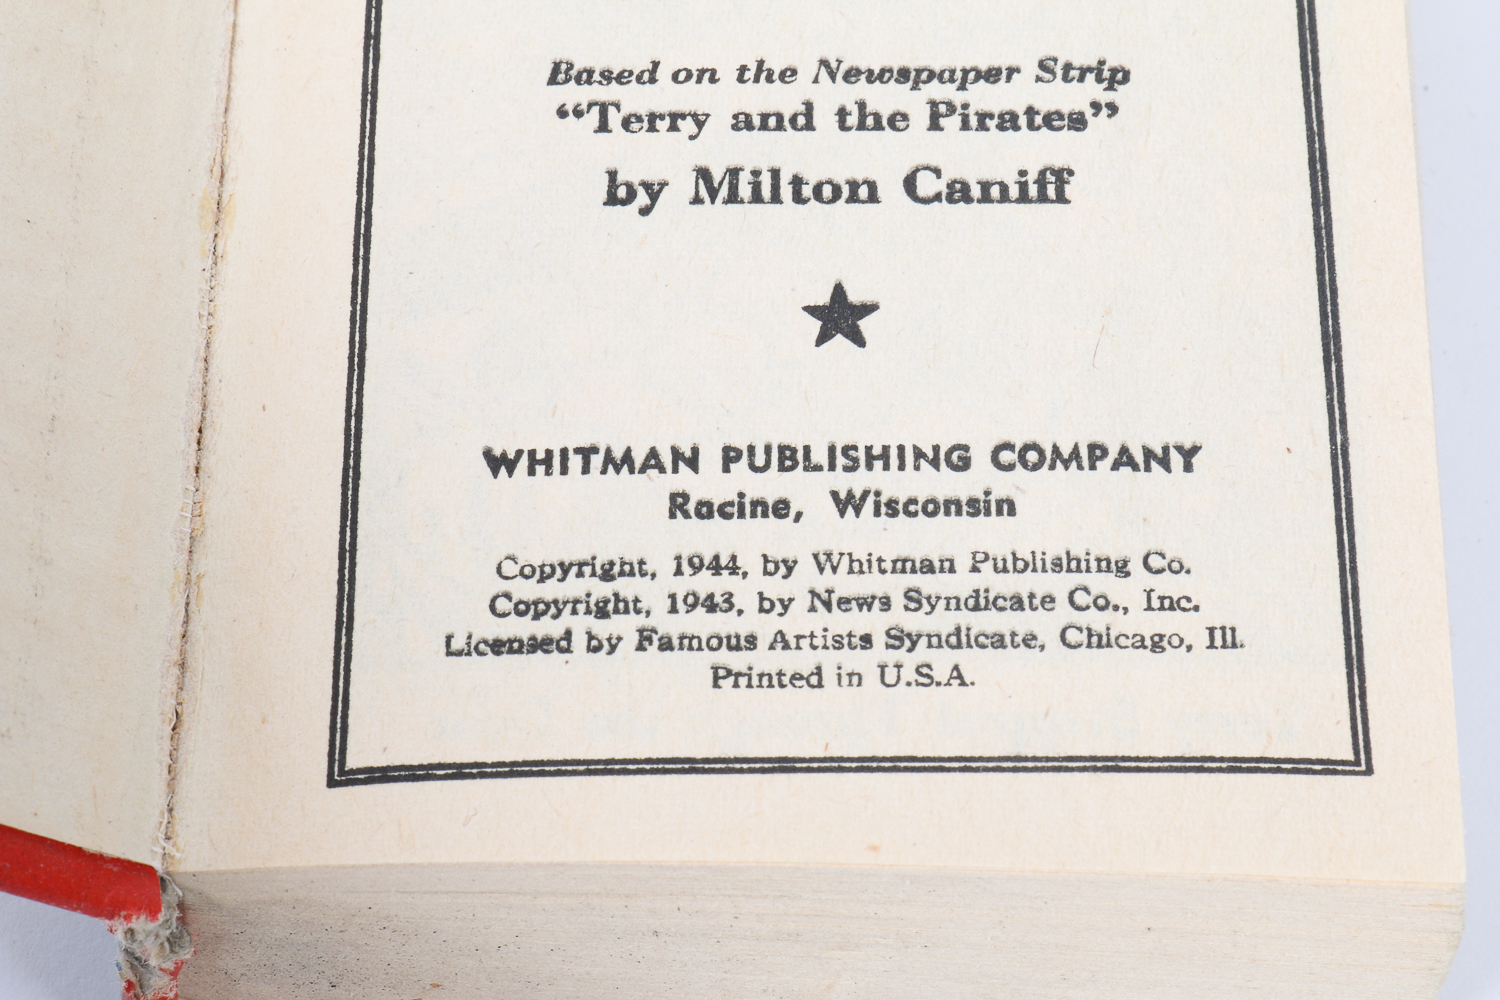 Based on the Newspaper Strip
“Terry and the Pirates”
by Milton Caniff
WHITMAN PUBLISHING COMPANY
Racine, Wisconsin
Copyright, 1944, by Whitman Publishing Co.
Copyright, 1943, by News Syndicate Co., Inc.
Licensed by Famous Artists Syndicate, Chicago, Ill.
Printed in U.S.A.